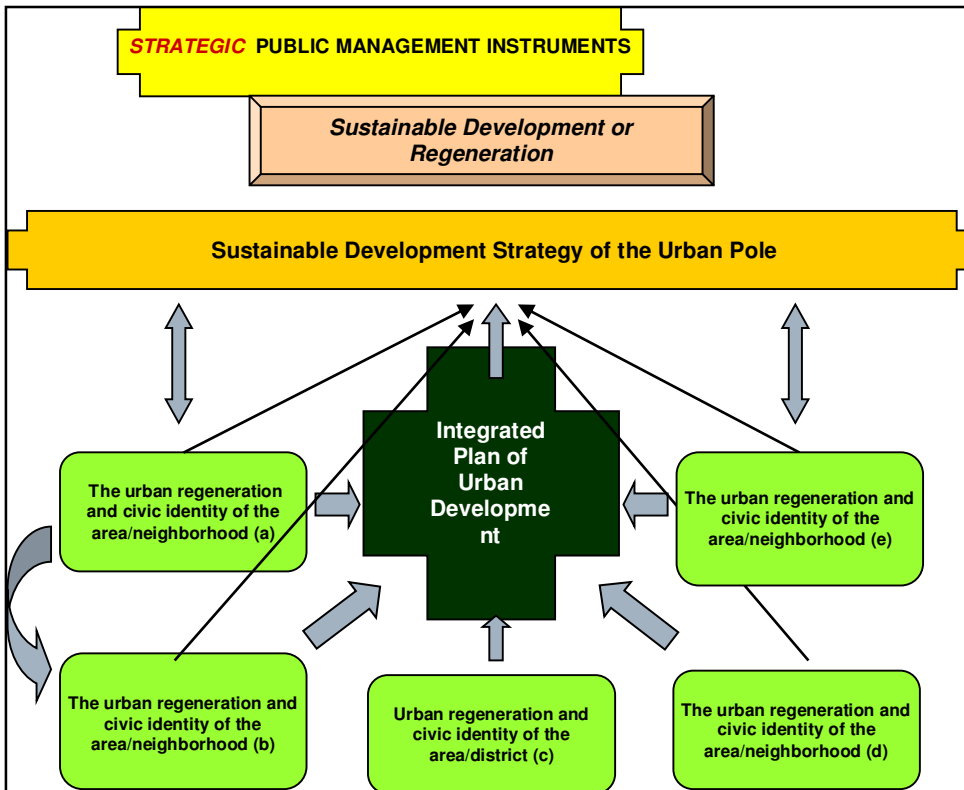 STRATEGIC PUBLIC MANAGEMENT INSTRUMENTS
Sustainable Development or
Regeneration
Sustainable Development Strategy of the Urban Pole
Integrated
Plan of
Urban
Developme
nt
The urban regeneration
and civic identity of the
area/neighborhood (a)
The urban regeneration and
civic identity of the
area/neighborhood (e)
The urban regeneration and
civic identity of the
area/neighborhood (b)
Urban regeneration and
civic identity of the
area/district (c)
The urban regeneration and
civic identity of the
area/neighborhood (d)